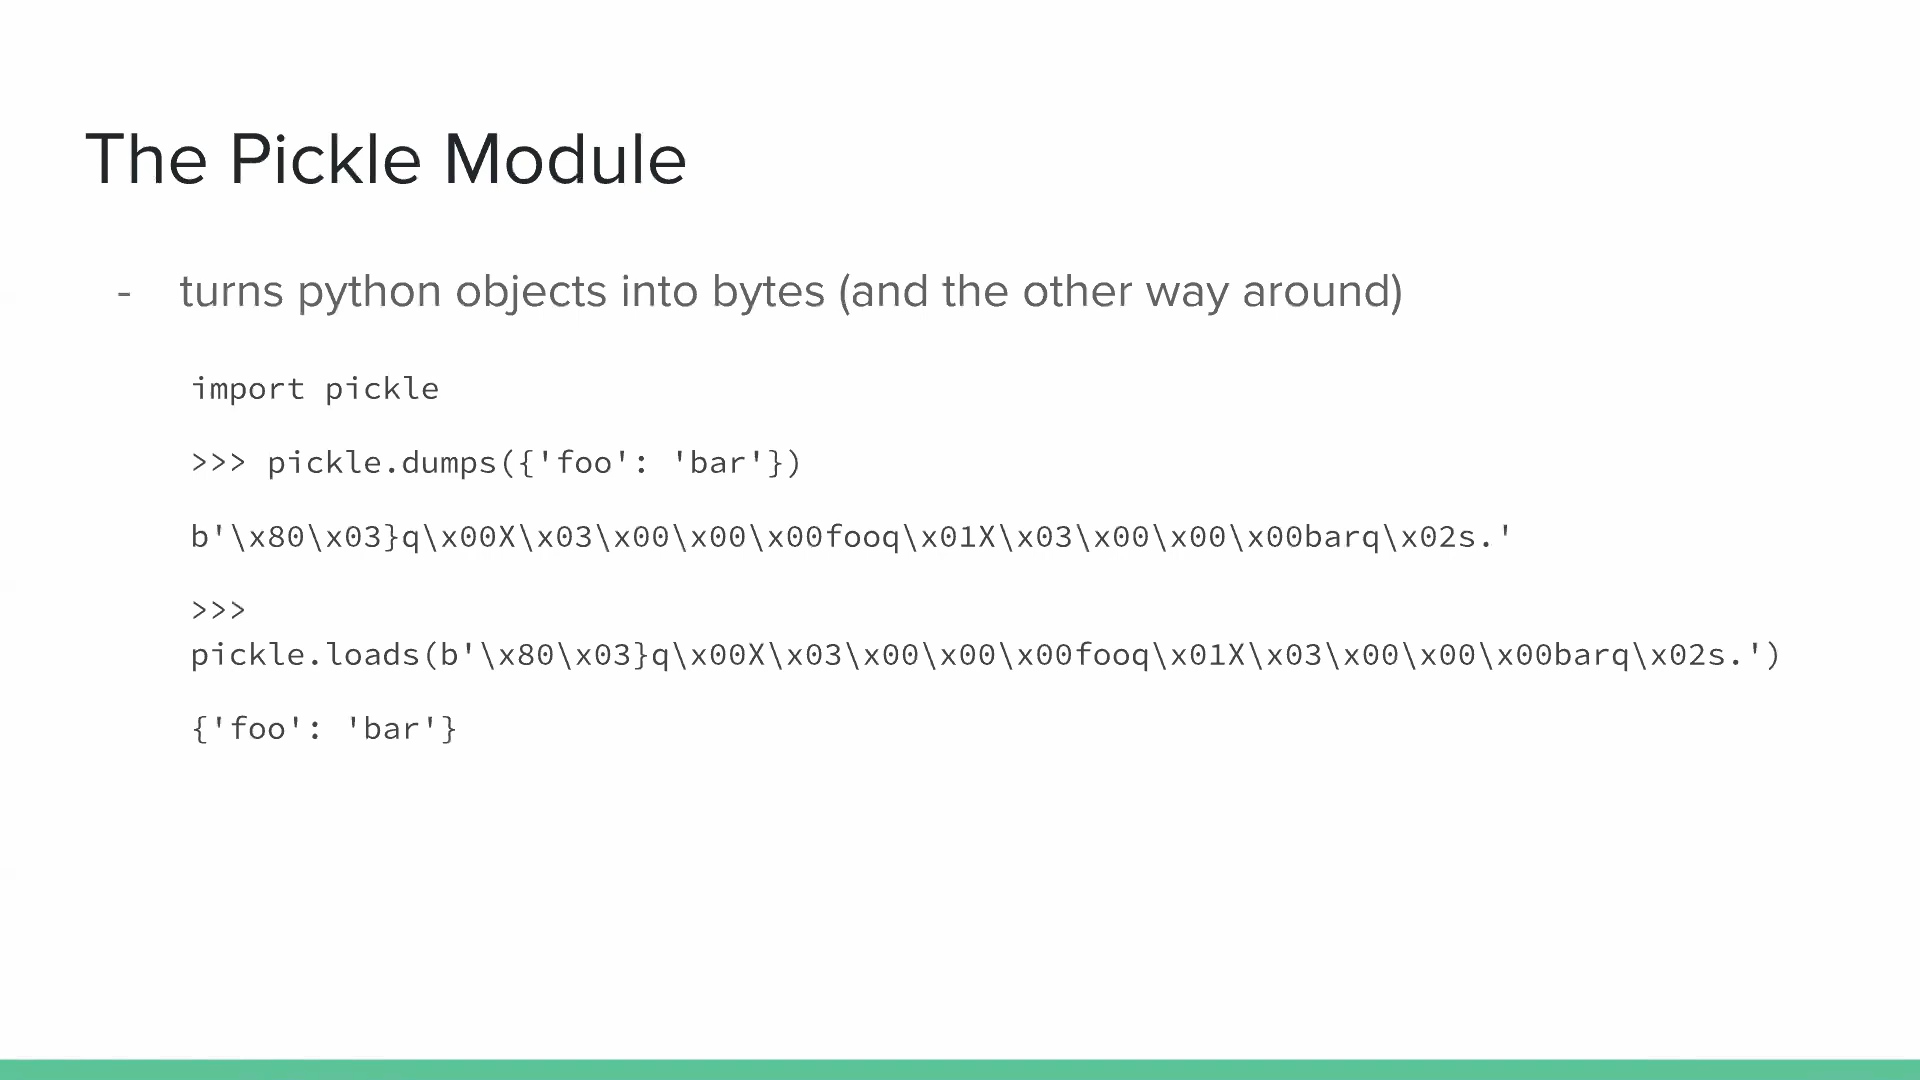 The Pickle Module
- turns python objects into bytes (and the other way around)
import pickle
>>> pickle.dumps({'foo': 'bar'})
b'\x80\x03}q\x00X\x03\x00\x00\x00fooq\x01X\x03\x00\x00\x00barq\x02s.'
>>>
pickle.loads(b'\x80\x03}q\x00X\x03\x00\x00\x00fooq\x01X\x03\x00\x00\x00barq\x02s.')
{'foo': 'bar'}